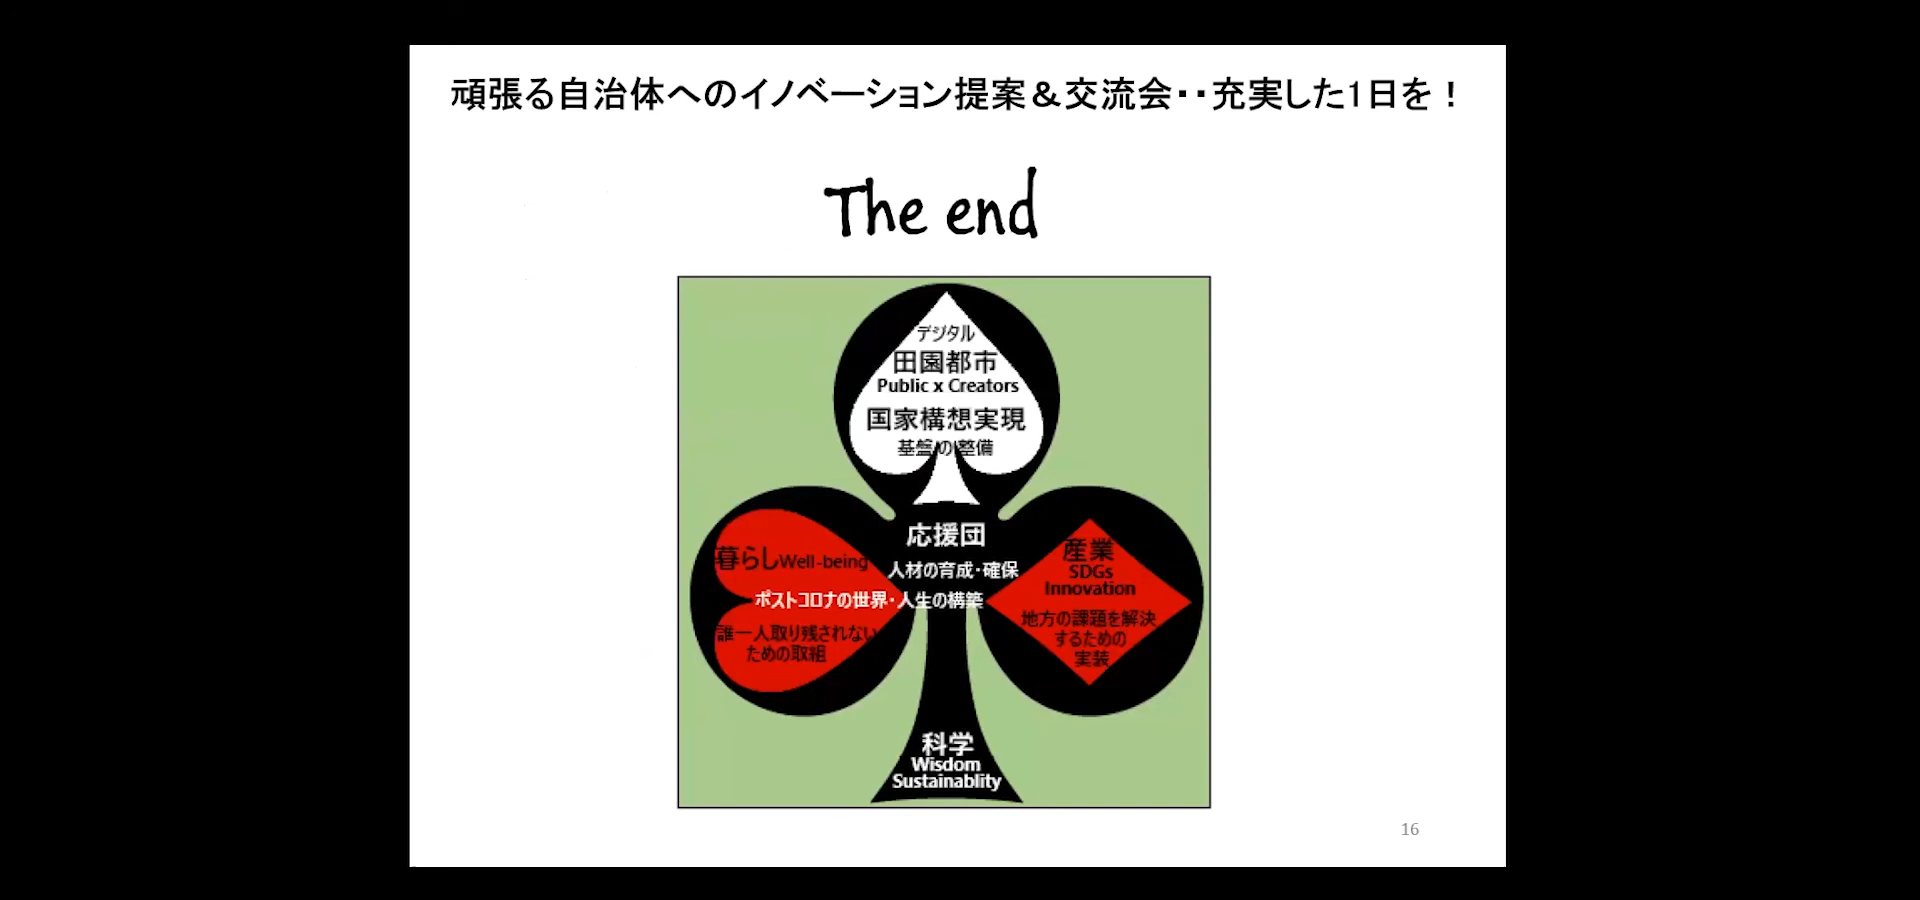 頑張る自治体へのイノベーション提案＆交流会・・充実した1日を！
The end
デジタル
田園都市
Public x Creators
国家構想実現
基盤の整備
応援団
人材の育成・確保
ポストコロナの世界・人生の構築
暮らしWell-being
誰一人取り残されない
ための取組
産業
SDGs
Innovation
地方の課題を解決
するための
実装
科学
Wisdom
Sustainablity
16